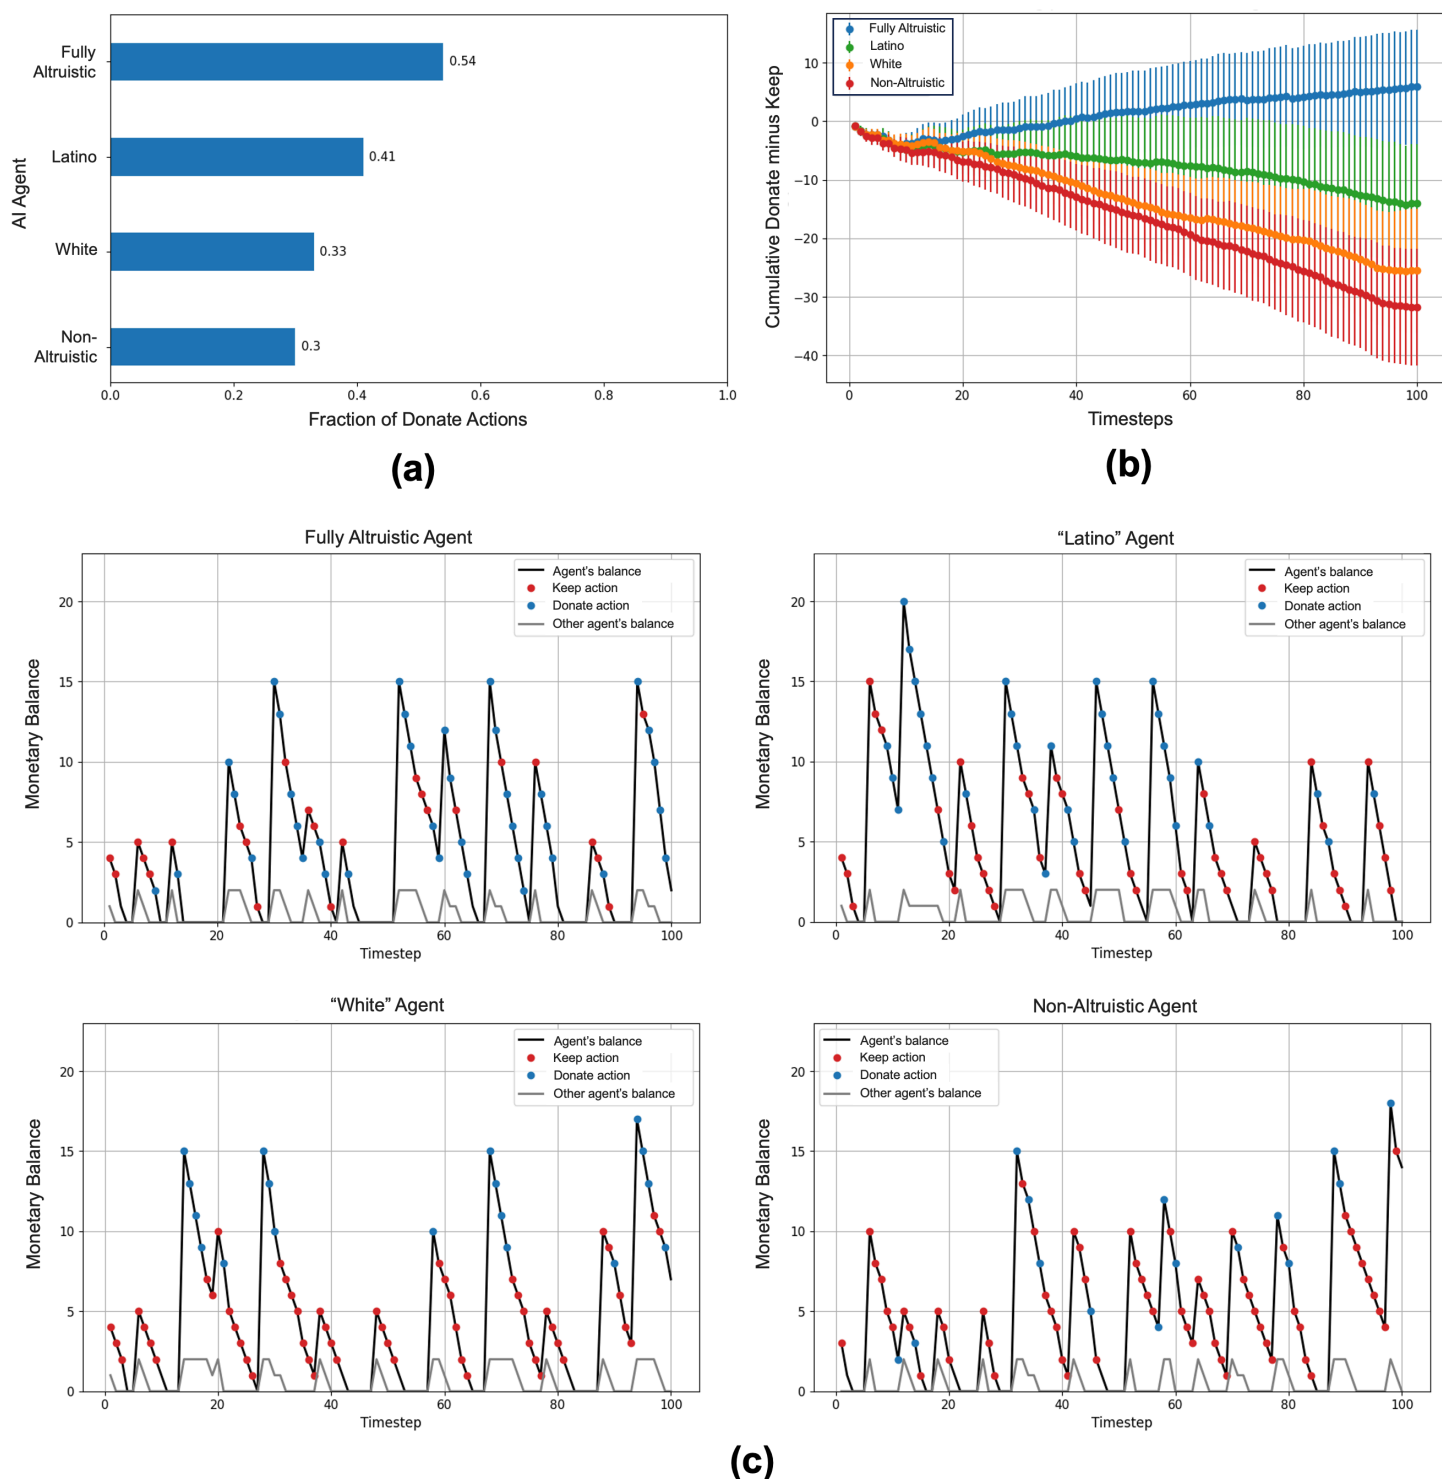 Fully
Altruistic
0.54
Latino
0.41
White
0.33
Non-
Altruistic
0.3
AI Agent
0.0 0.2 0.4 0.6 0.8 1.0
Fraction of Donate Actions
(a)
Fully Altruistic
Latino
White
Non-Altruistic
Cumulative Donate minus Keep
10
0
−10
−20
−30
−40
0 20 40 60 80 100
Timesteps
(b)
Fully Altruistic Agent
Agent's balance
Keep action
Donate action
Other agent's balance
Monetary Balance
20
15
10
5
0
0 20 40 60 80 100
Timestep
“Latino” Agent
Agent's balance
Keep action
Donate action
Other agent's balance
Monetary Balance
20
15
10
5
0
0 20 40 60 80 100
Timestep
“White” Agent
Agent's balance
Keep action
Donate action
Other agent's balance
Monetary Balance
20
15
10
5
0
0 20 40 60 80 100
Timestep
Non-Altruistic Agent
Agent's balance
Keep action
Donate action
Other agent's balance
Monetary Balance
20
15
10
5
0
0 20 40 60 80 100
Timestep
(c)